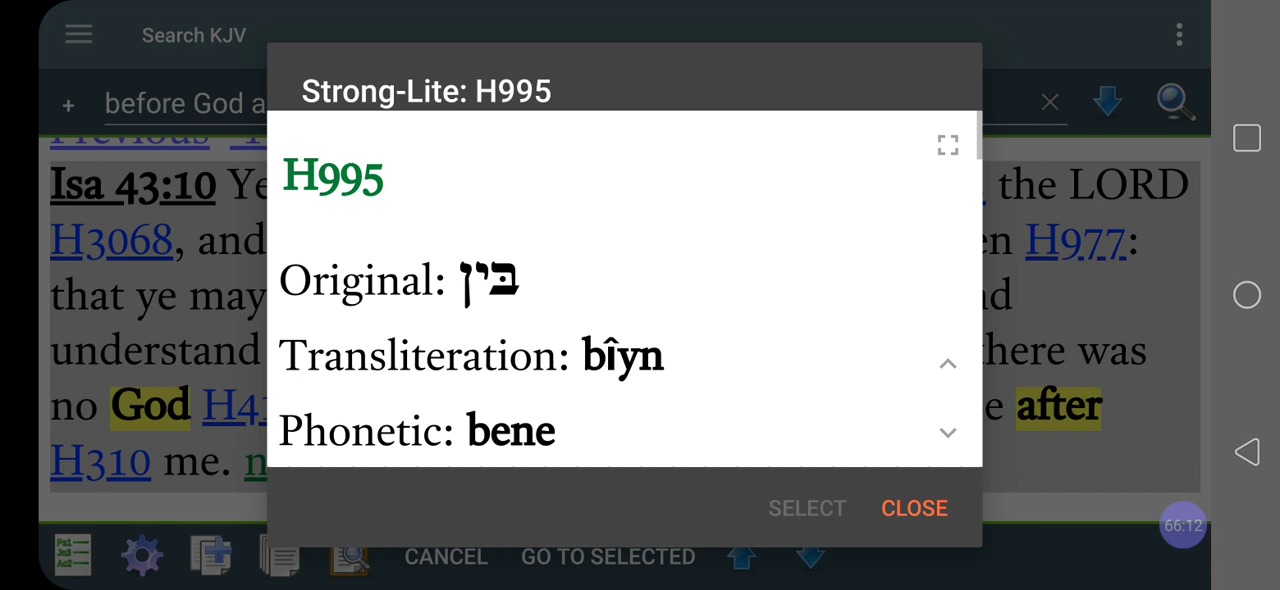 Search KJV
Strong-Lite: H995
+ before God a
H995
Isa 43:10 Ye the LORD
H3068, and en H977:
Original: בּין
that ye may nd
Transliteration: bîyn
understand there was
no God H41 e after
Phonetic: bene
H310 me. n
SELECT CLOSE
66:12
CANCEL GO TO SELECTED